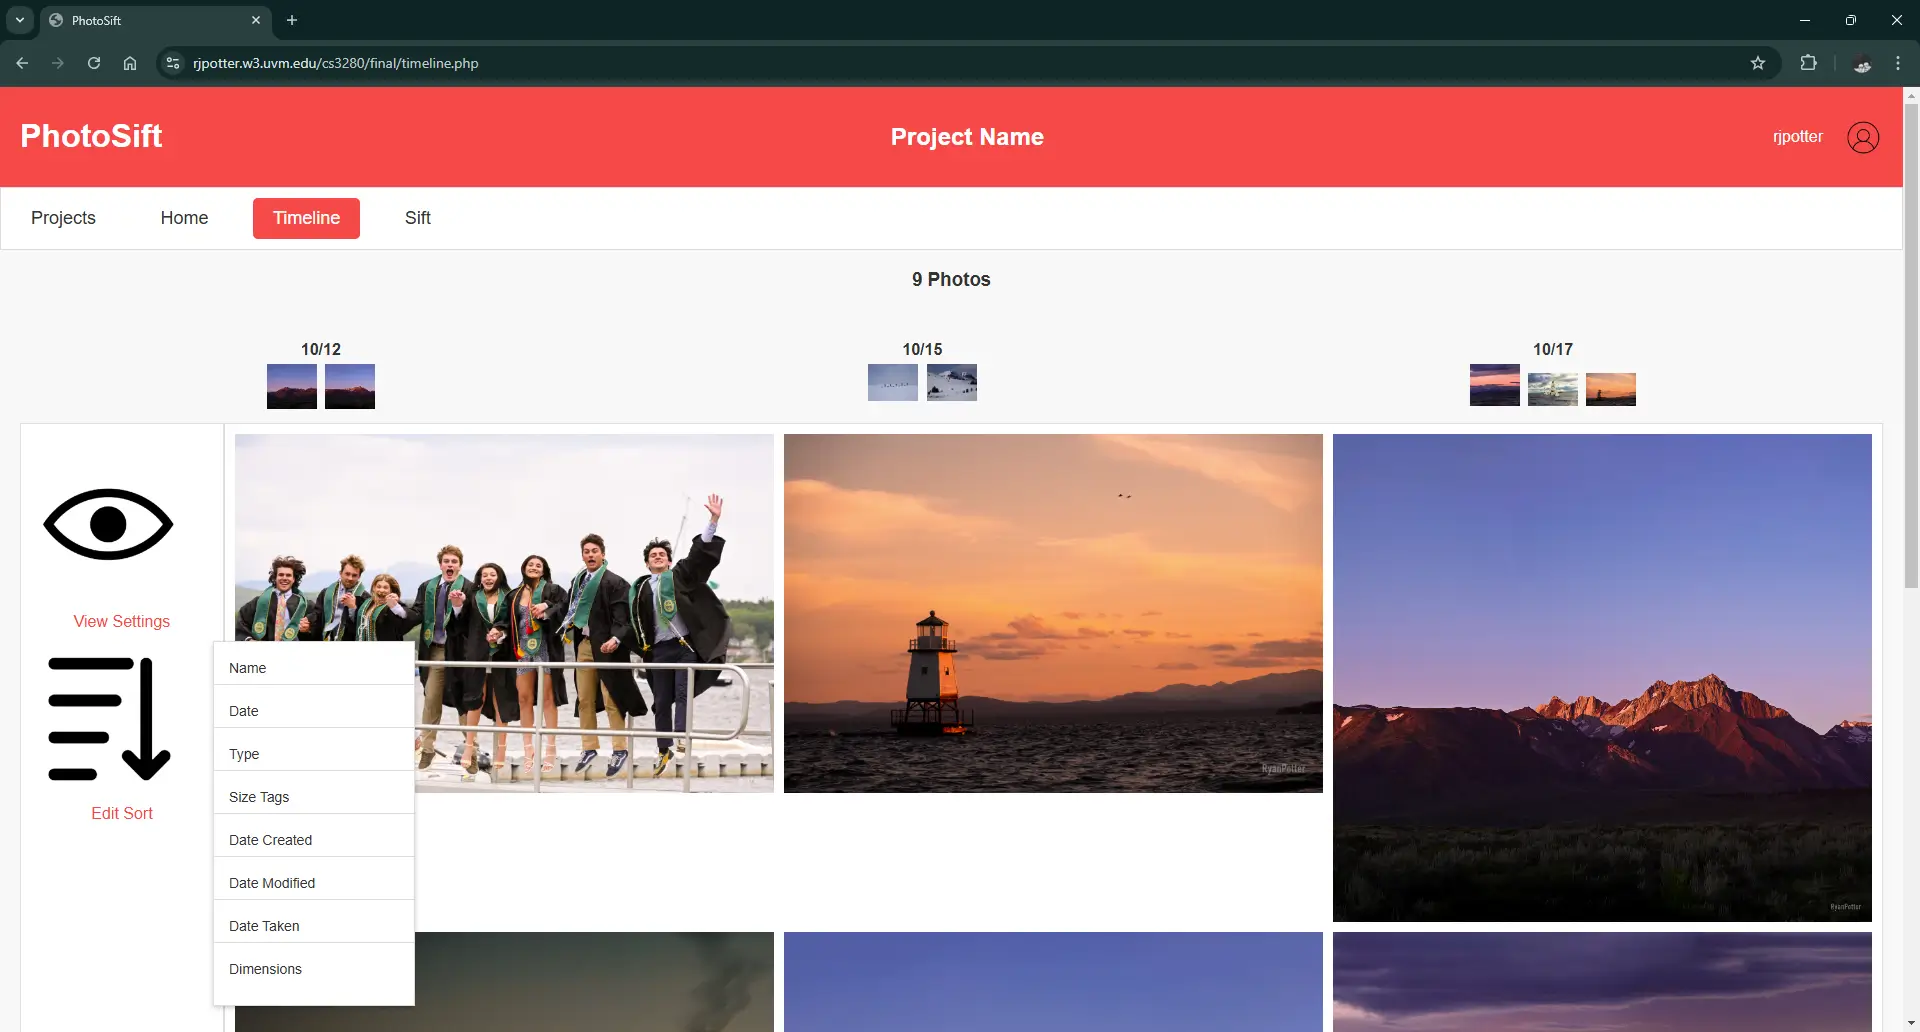 PhotoSift
rjpotter.w3.uvm.edu/cs3280/final/timeline.php
PhotoSift
Project Name
rjpotter
Projects
Home
Timeline
Sift
9 Photos
10/12
10/15
10/17
View Settings
Edit Sort
Name
Date
Type
Size Tags
Date Created
Date Modified
Date Taken
Dimensions
RyanPotter
RyanPotter